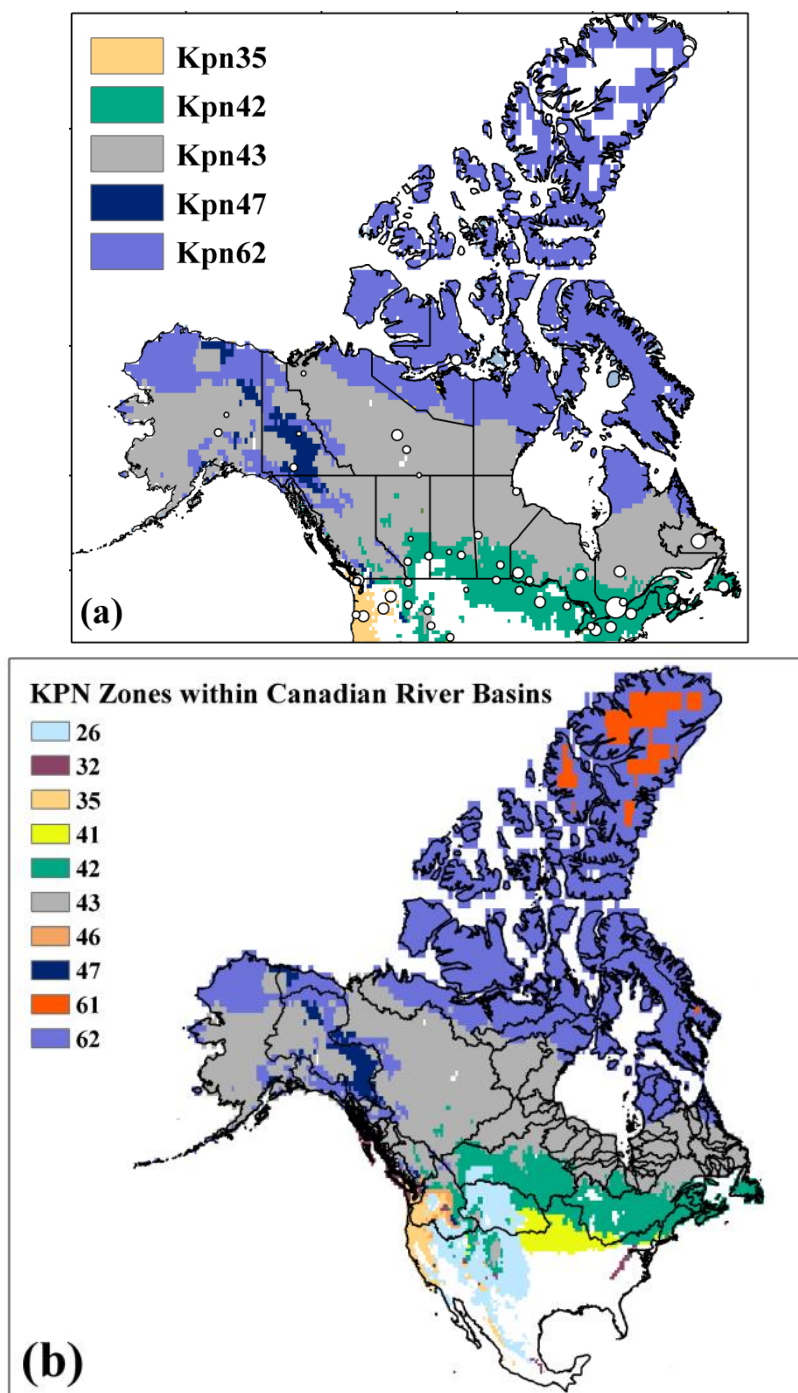 Kpn35
Kpn42
Kpn43
Kpn47
Kpn62
(a)
KPN Zones within Canadian River Basins
26
32
35
41
42
43
46
47
61
62
(b)